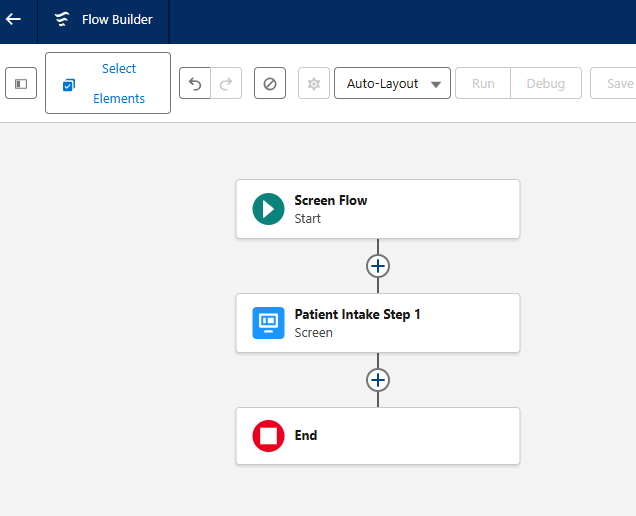 Flow Builder
Select
Elements
Auto-Layout
Run
Debug
Save
Screen Flow
Start
Patient Intake Step 1
Screen
End